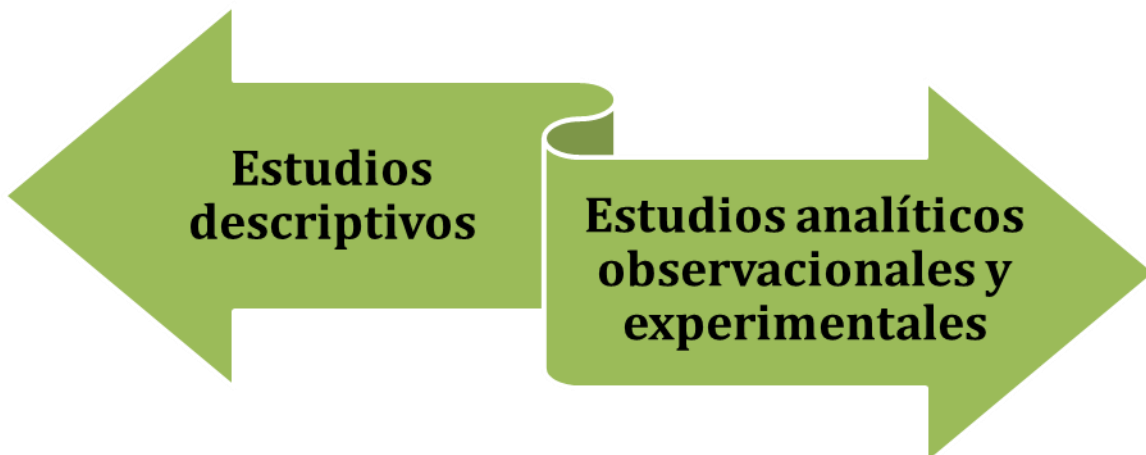 Estudios
descriptivos
Estudios analíticos
observacionales y
experimentales